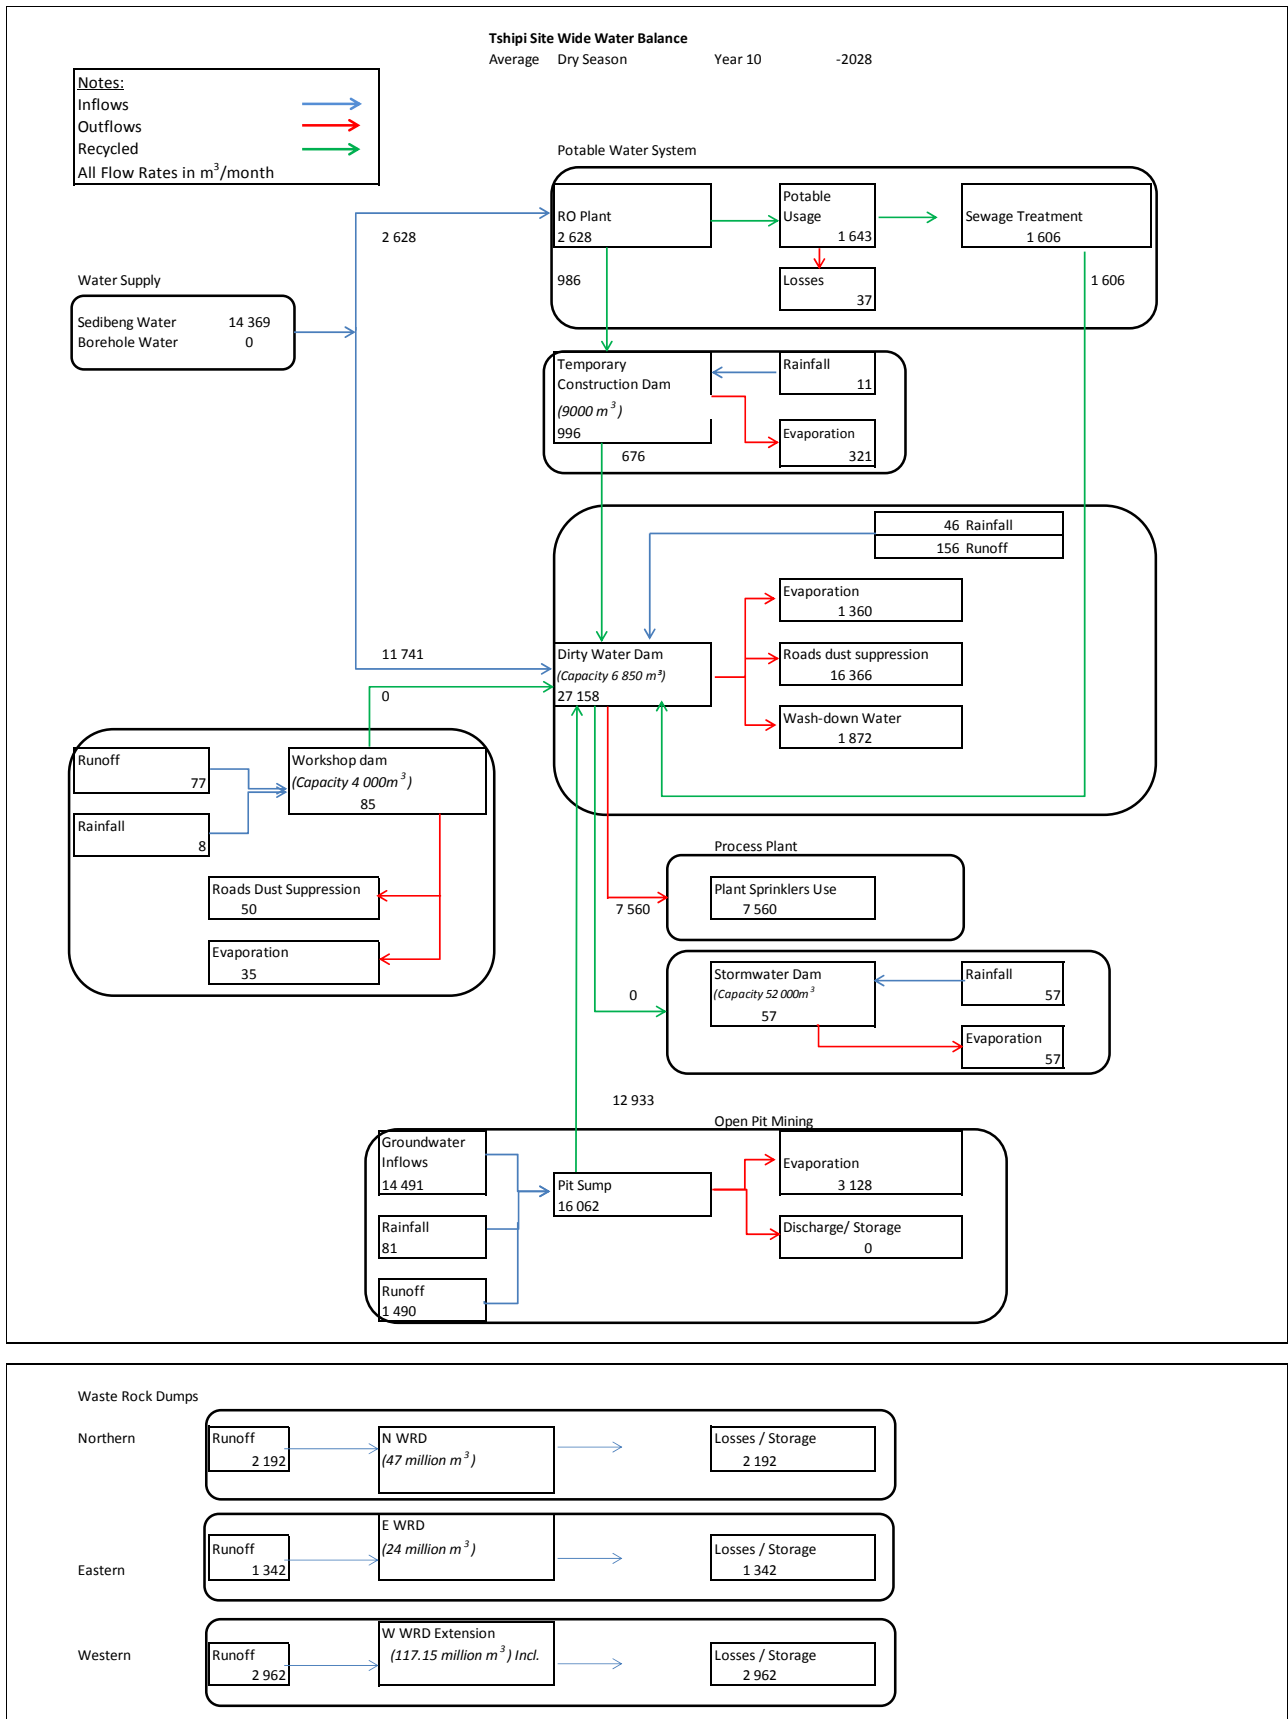 Tshipi Site Wide Water Balance
Average Dry Season Year 10 -2028
Notes:
Inflows
Outflows
Recycled
All Flow Rates in m³/month
Potable Water System
RO Plant
2 628
Potable
Usage
1 643
Sewage Treatment
1 606
2 628
986
Losses
37
1 606
Water Supply
Sedibeng Water 14 369
Borehole Water 0
Temporary
Construction Dam
(9000 m³)
996
Rainfall
11
Evaporation
321
676
46 Rainfall
156 Runoff
Evaporation
1 360
11 741
Dirty Water Dam
(Capacity 6 850 m³)
27 158
Roads dust suppression
16 366
0
Wash-down Water
1 872
Runoff
77
Workshop dam
(Capacity 4 000m³)
85
Rainfall
8
Roads Dust Suppression
50
Evaporation
35
Process Plant
Plant Sprinklers Use
7 560
7 560
Stormwater Dam
(Capacity 52 000m³
57
Rainfall
57
0
Evaporation
57
12 933
Open Pit Mining
Groundwater
Inflows
14 491
Evaporation
3 128
Pit Sump
16 062
Rainfall
81
Discharge/ Storage
0
Runoff
1 490
Waste Rock Dumps
Northern
Runoff
2 192
N WRD
(47 million m³)
Losses / Storage
2 192
Eastern
Runoff
1 342
E WRD
(24 million m³)
Losses / Storage
1 342
Western
Runoff
2 962
W WRD Extension
(117.15 million m³) Incl.
Losses / Storage
2 962